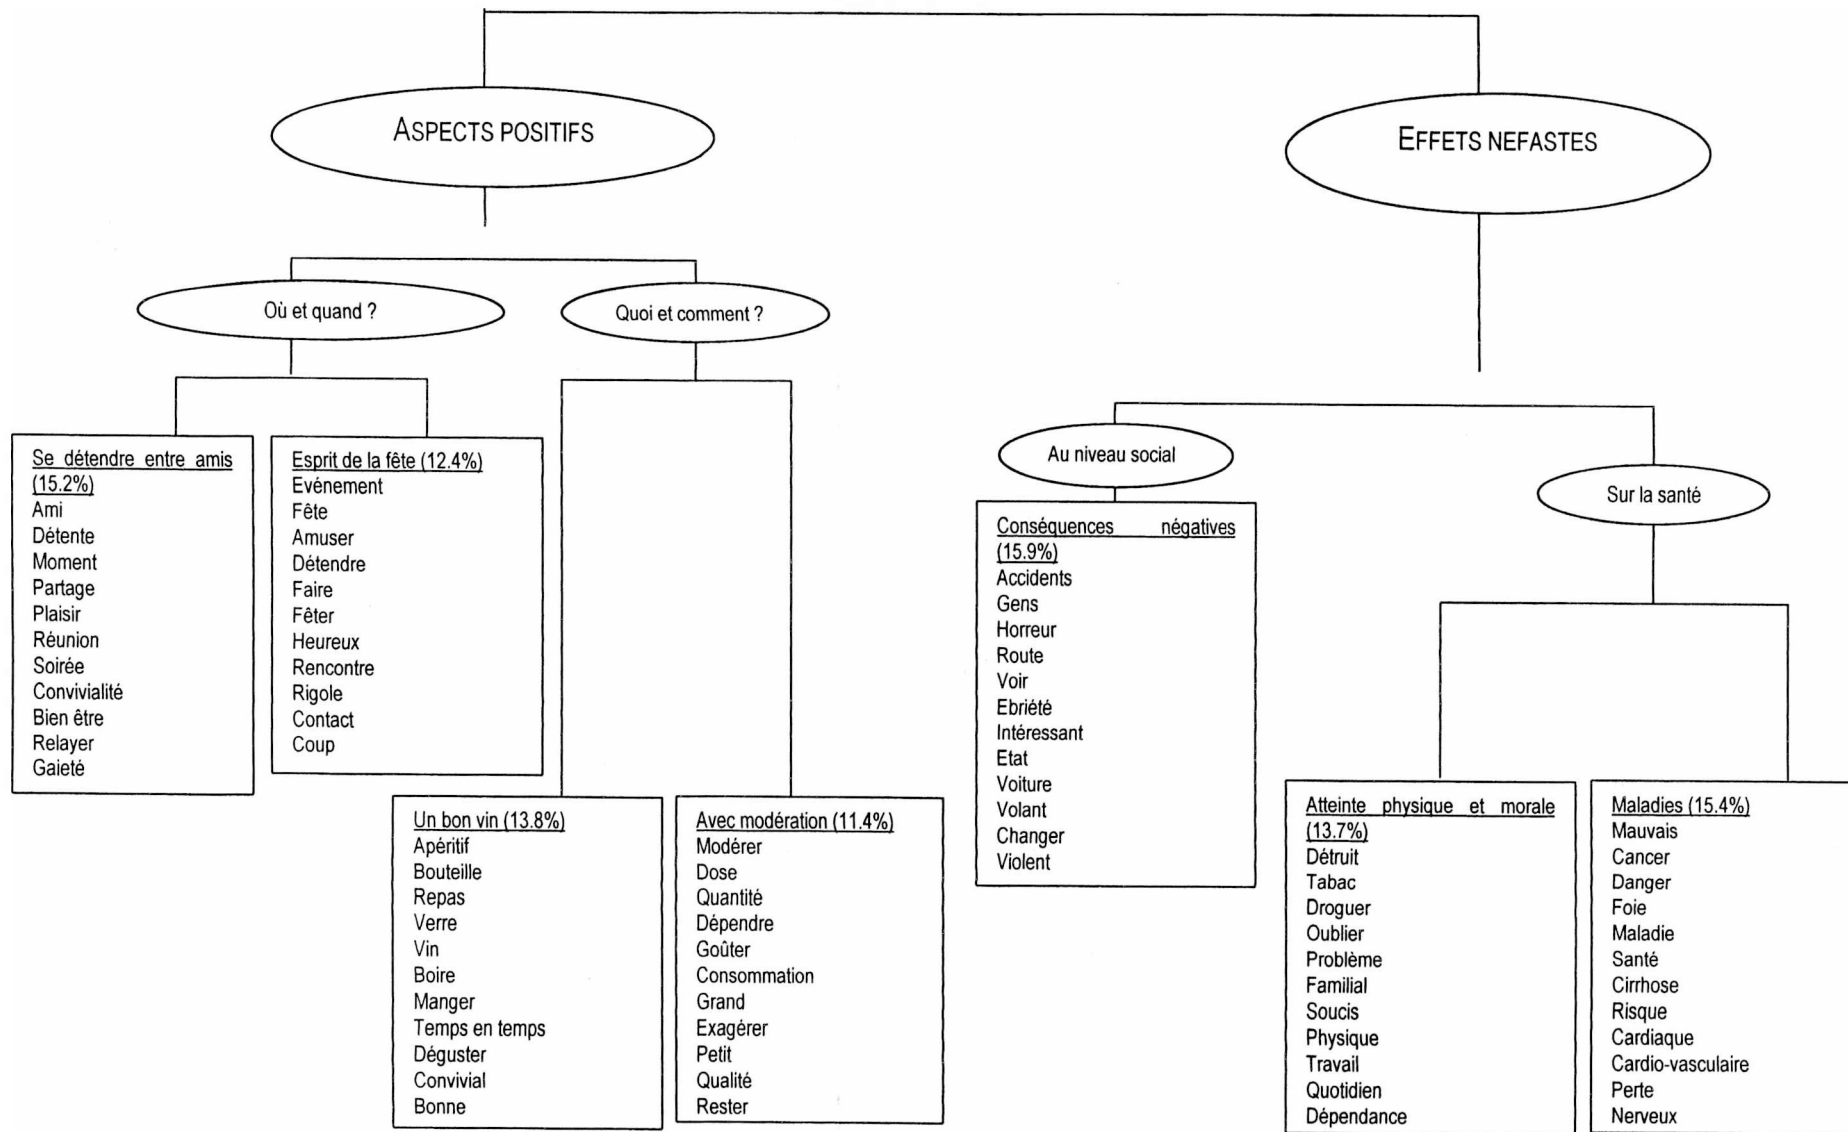 ASPECTS POSITIFS
EFFETS NEFASTES
Où et quand ?
Quoi et comment ?
Au niveau social
Sur la santé
Se détendre entre amis
(15.2%)
Ami
Détente
Moment
Partage
Plaisir
Réunion
Soirée
Convivialité
Bien être
Relayer
Gaieté
Esprit de la fête (12.4%)
Evénement
Fête
Amuser
Détendre
Faire
Fêter
Heureux
Rencontre
Rigole
Contact
Coup
Un bon vin (13.8%)
Apéritif
Bouteille
Repas
Verre
Vin
Boire
Manger
Temps en temps
Déguster
Convivial
Bonne
Avec modération (11.4%)
Modérer
Dose
Quantité
Dépendre
Goûter
Consommation
Grand
Exagérer
Petit
Qualité
Rester
Conséquences négatives
(15.9%)
Accidents
Gens
Horreur
Route
Voir
Ebriété
Intéressant
Etat
Voiture
Volant
Changer
Violent
Atteinte physique et morale
(13.7%)
Détruit
Tabac
Droguer
Oublier
Problème
Familial
Soucis
Physique
Travail
Quotidien
Dépendance
Maladies (15.4%)
Mauvais
Cancer
Danger
Foie
Maladie
Santé
Cirrhose
Risque
Cardiaque
Cardio-vasculaire
Perte
Nerveux